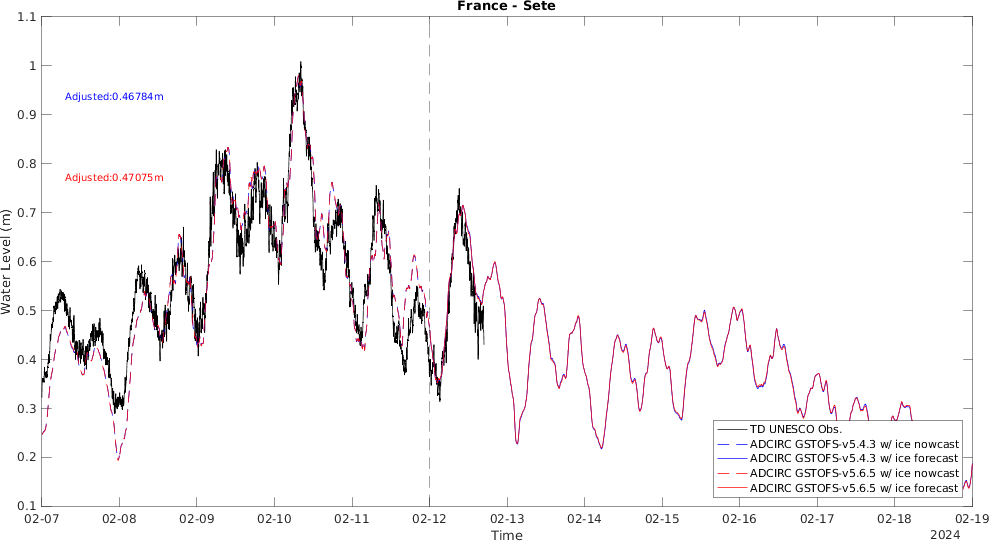 France - Sete
1.1
1
0.9
0.8
0.7
0.6
0.5
0.4
0.3
0.2
0.1
Water Level (m)
Adjusted:0.46784m
Adjusted:0.47075m
TD UNESCO Obs.
ADCIRC GSTOFS-v5.4.3 w/ ice nowcast
ADCIRC GSTOFS-v5.4.3 w/ ice forecast
ADCIRC GSTOFS-v5.6.5 w/ ice nowcast
ADCIRC GSTOFS-v5.6.5 w/ ice forecast
02-07 02-08 02-09 02-10 02-11 02-12 02-13 02-14 02-15 02-16 02-17 02-18 02-19
Time
2024